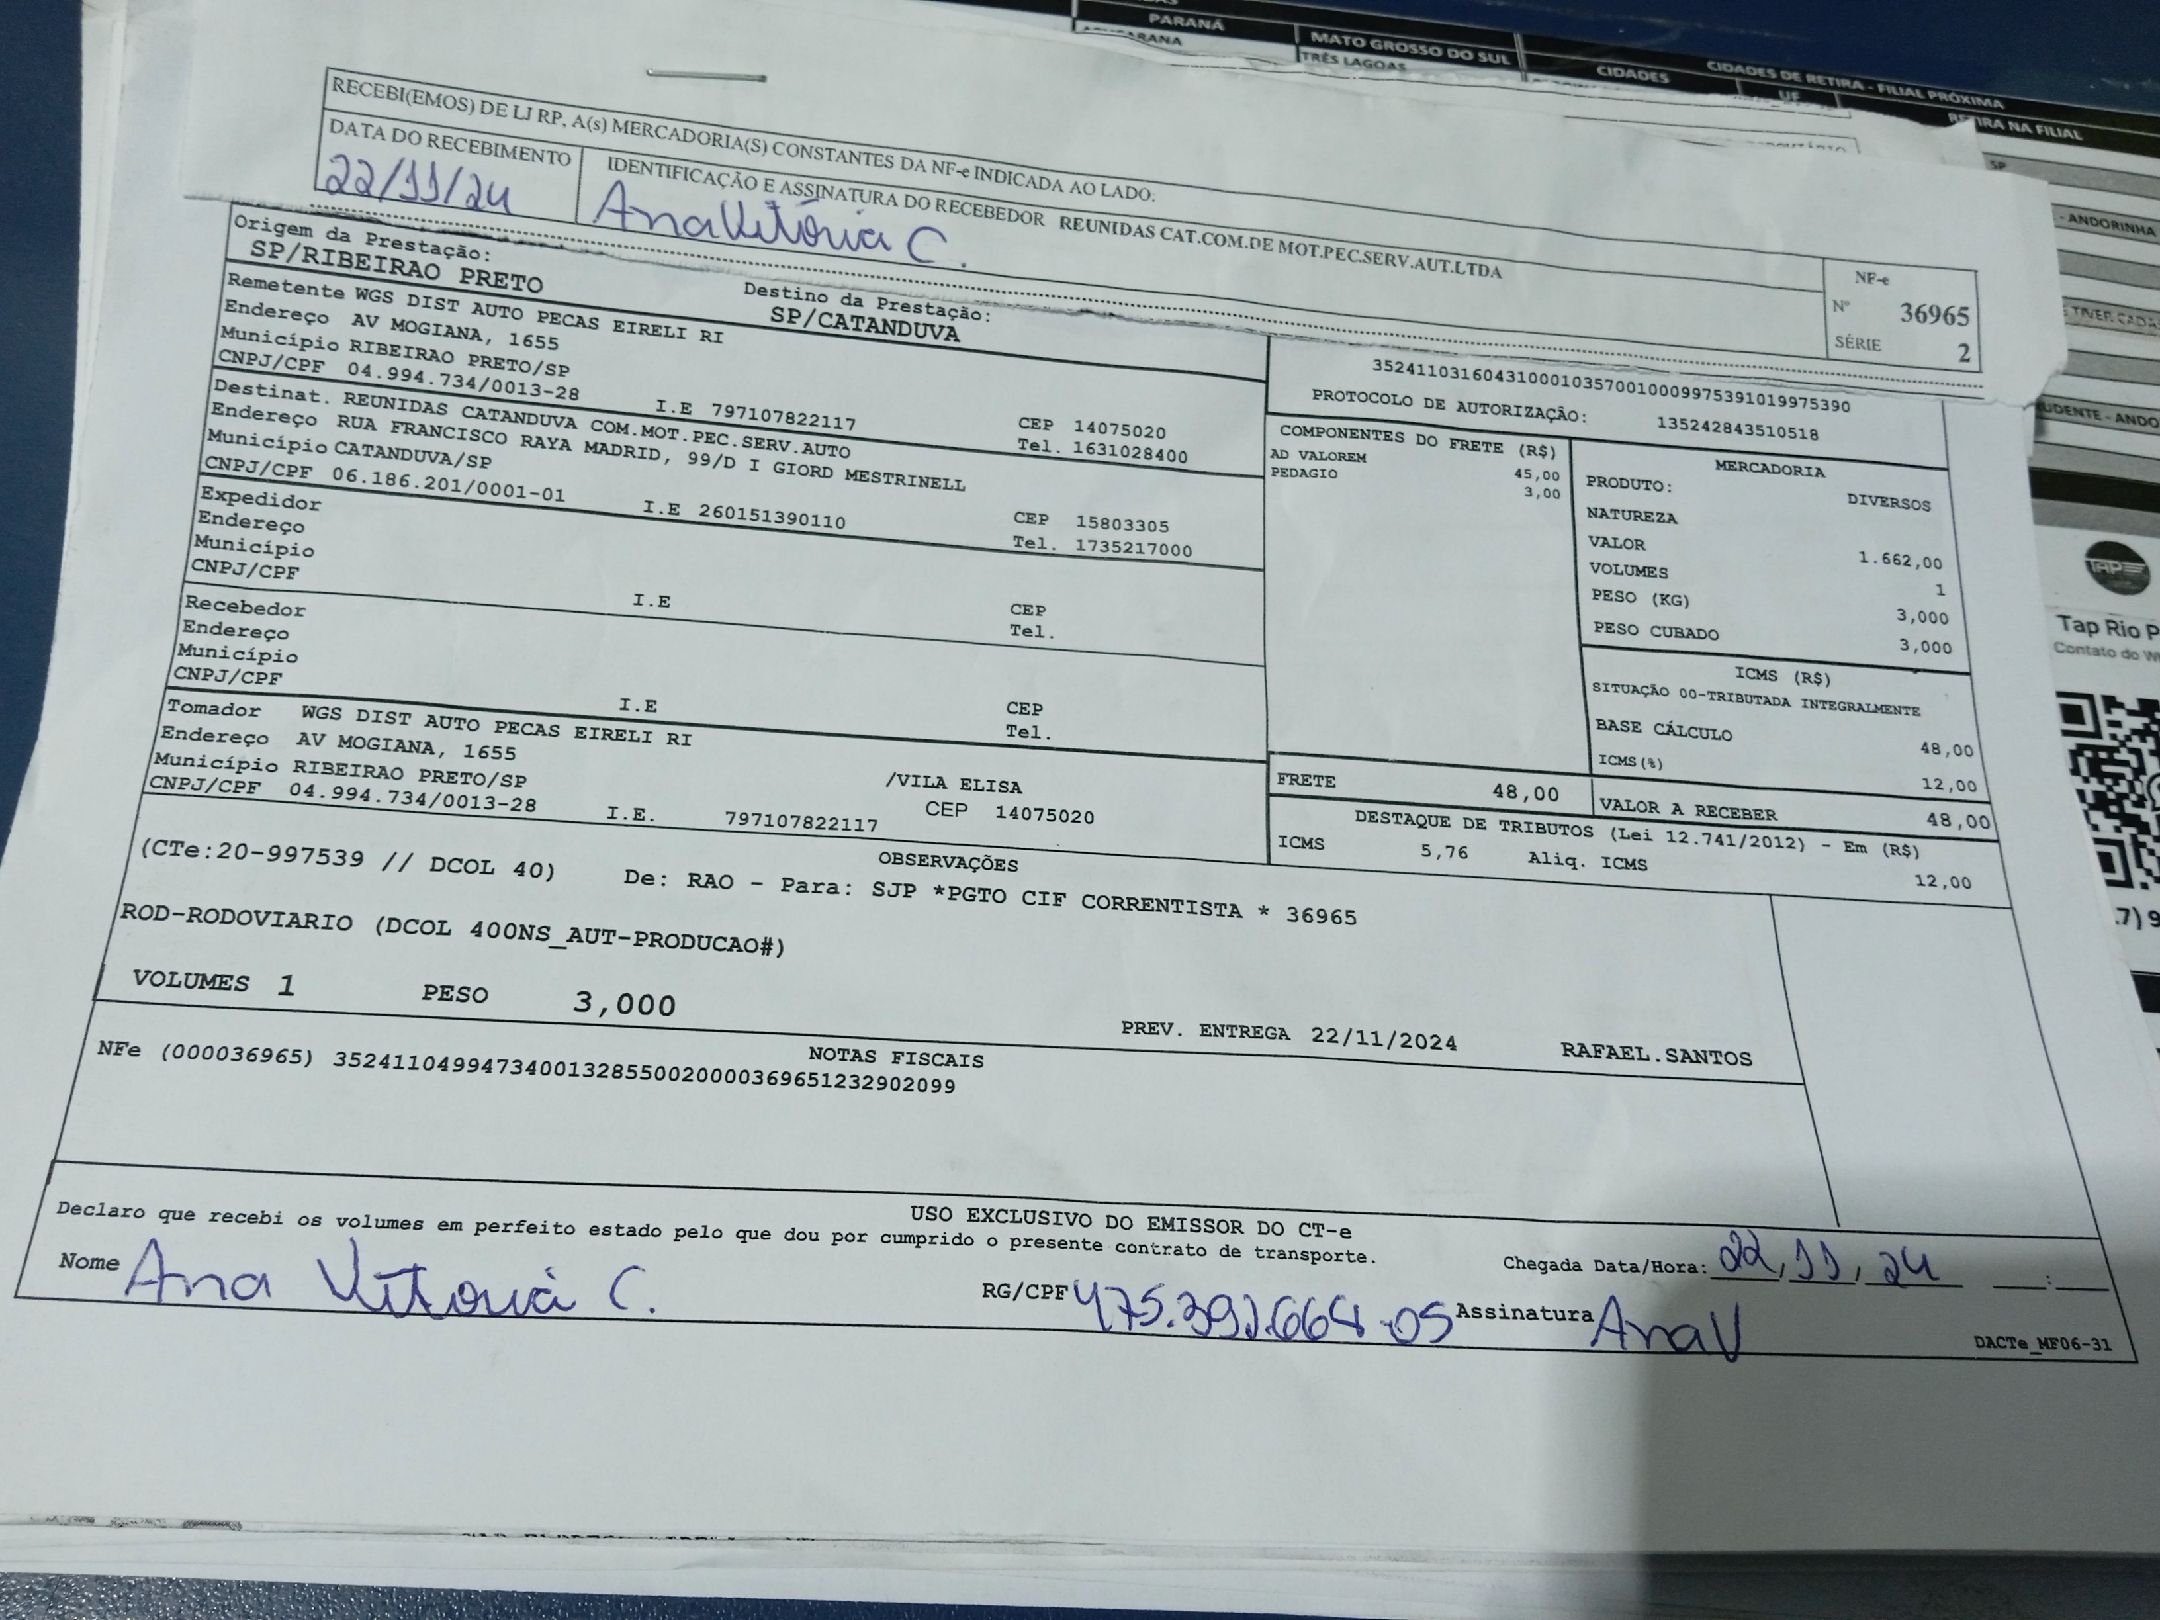 PARANÁ
MATO GROSSO DO SUL
TRÊS LAGOAS
CIDADES
UF
CIDADES DE RETIRA - FILIAL PRÓXIMA
RETIRA NA FILIAL
SP
- ANDORINHA
RECEBI(EMOS) DE LJ RP, A(s) MERCADORIA(S) CONSTANTES DA NF-e INDICADA AO LADO:
DATA DO RECEBIMENTO
22/11/24
IDENTIFICAÇÃO E ASSINATURA DO RECEBEDOR REUNIDAS CAT.COM.DE MOT.PEC.SERV.AUT.LTDA
Ana Vitória C.
NF-e
Nº 36965
SÉRIE 2
Origem da Prestação:
SP/RIBEIRAO PRETO
Destino da Prestação:
SP/CATANDUVA
Remetente WGS DIST AUTO PECAS EIRELI RI
Endereço AV MOGIANA, 1655
Município RIBEIRAO PRETO/SP CEP 14075020
CNPJ/CPF 04.994.734/0013-28 I.E 797107822117 Tel. 1631028400
Destinat. REUNIDAS CATANDUVA COM.MOT.PEC.SERV.AUTO
Endereço RUA FRANCISCO RAYA MADRID, 99/D I GIORD MESTRINELL
Município CATANDUVA/SP CEP 15803305
CNPJ/CPF 06.186.201/0001-01 I.E 260151390110 Tel. 1735217000
Expedidor
Endereço
Município CEP
CNPJ/CPF I.E Tel.
Recebedor
Endereço
Município CEP
CNPJ/CPF I.E Tel.
Tomador WGS DIST AUTO PECAS EIRELI RI
Endereço AV MOGIANA, 1655 /VILA ELISA
Município RIBEIRAO PRETO/SP CEP 14075020
CNPJ/CPF 04.994.734/0013-28 I.E. 797107822117
35241103160431000103570010009975391019975390
PROTOCOLO DE AUTORIZAÇÃO: 135242843510518
COMPONENTES DO FRETE (R$)
AD VALOREM 45,00
PEDAGIO 3,00
MERCADORIA
PRODUTO: DIVERSOS
NATUREZA
VALOR 1.662,00
VOLUMES 1
PESO (KG) 3,000
PESO CUBADO 3,000
ICMS (R$)
SITUAÇÃO 00-TRIBUTADA INTEGRALMENTE
BASE CÁLCULO 48,00
ICMS(%) 12,00
FRETE 48,00
VALOR A RECEBER 48,00
DESTAQUE DE TRIBUTOS (Lei 12.741/2012) - Em (R$)
ICMS 5,76 Aliq. ICMS 12,00
OBSERVAÇÕES
(CTe:20-997539 // DCOL 40) De: RAO - Para: SJP *PGTO CIF CORRENTISTA * 36965
ROD-RODOVIARIO (DCOL 400NS_AUT-PRODUCAO#)
VOLUMES 1 PESO 3,000 PREV. ENTREGA 22/11/2024 RAFAEL.SANTOS
NOTAS FISCAIS
NFe (000036965) 35241104994734001328550020000369651232902099
USO EXCLUSIVO DO EMISSOR DO CT-e
Declaro que recebi os volumes em perfeito estado pelo que dou por cumprido o presente contrato de transporte.
Chegada Data/Hora: 22, 11, 24 __:__
Nome Ana Vitória C. RG/CPF 475.391.664-05 Assinatura Ana V
DACTe_MF06-31
TAP
Tap Rio P
Contato do W
7) 9